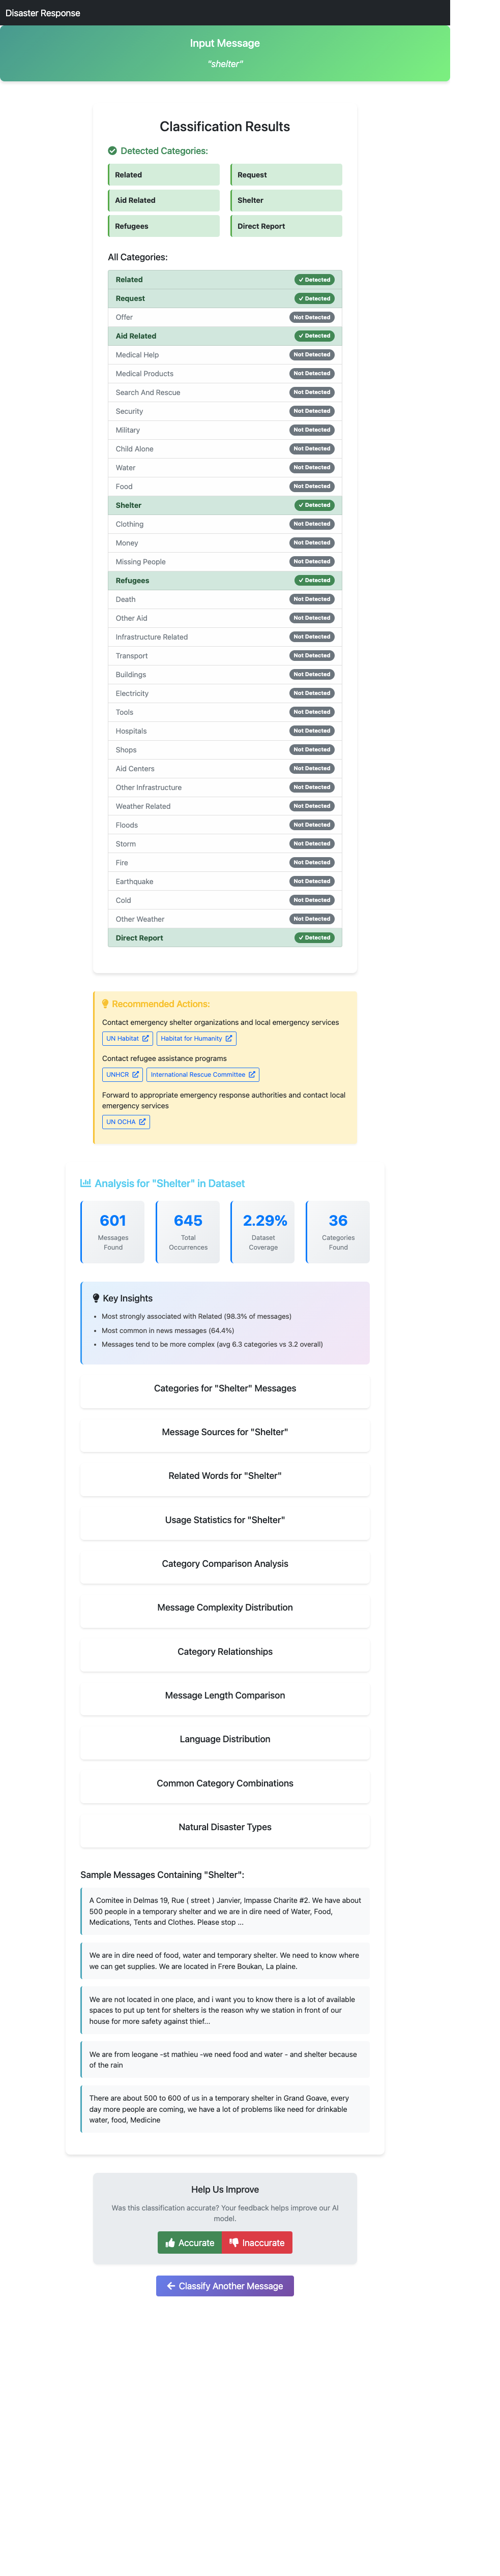 Disaster Response
Input Message
"shelter"
Classification Results
Detected Categories:
Related
Request
Aid Related
Shelter
Refugees
Direct Report
All Categories:
Related Detected
Request Detected
Offer Not Detected
Aid Related Detected
Medical Help Not Detected
Medical Products Not Detected
Search And Rescue Not Detected
Security Not Detected
Military Not Detected
Child Alone Not Detected
Water Not Detected
Food Not Detected
Shelter Detected
Clothing Not Detected
Money Not Detected
Missing People Not Detected
Refugees Detected
Death Not Detected
Other Aid Not Detected
Infrastructure Related Not Detected
Transport Not Detected
Buildings Not Detected
Electricity Not Detected
Tools Not Detected
Hospitals Not Detected
Shops Not Detected
Aid Centers Not Detected
Other Infrastructure Not Detected
Weather Related Not Detected
Floods Not Detected
Storm Not Detected
Fire Not Detected
Earthquake Not Detected
Cold Not Detected
Other Weather Not Detected
Direct Report Detected
Recommended Actions:
Contact emergency shelter organizations and local emergency services
UN Habitat
Habitat for Humanity
Contact refugee assistance programs
UNHCR
International Rescue Committee
Forward to appropriate emergency response authorities and contact local
emergency services
UN OCHA
Analysis for "Shelter" in Dataset
601
Messages
Found
645
Total
Occurrences
2.29%
Dataset
Coverage
36
Categories
Found
Key Insights
• Most strongly associated with Related (98.3% of messages)
• Most common in news messages (64.4%)
• Messages tend to be more complex (avg 6.3 categories vs 3.2 overall)
Categories for "Shelter" Messages
Message Sources for "Shelter"
Related Words for "Shelter"
Usage Statistics for "Shelter"
Category Comparison Analysis
Message Complexity Distribution
Category Relationships
Message Length Comparison
Language Distribution
Common Category Combinations
Natural Disaster Types
Sample Messages Containing "Shelter":
A Comitee in Delmas 19, Rue ( street ) Janvier, Impasse Charite #2. We have about
500 people in a temporary shelter and we are in dire need of Water, Food,
Medications, Tents and Clothes. Please stop ...
We are in dire need of food, water and temporary shelter. We need to know where
we can get supplies. We are located in Frere Boukan, La plaine.
We are not located in one place, and i want you to know there is a lot of available
spaces to put up tent for shelters is the reason why we station in front of our
house for more safety against thief...
We are from leogane -st mathieu -we need food and water - and shelter because
of the rain
There are about 500 to 600 of us in a temporary shelter in Grand Goave, every
day more people are coming, we have a lot of problems like need for drinkable
water, food, Medicine
Help Us Improve
Was this classification accurate? Your feedback helps improve our AI
model.
Accurate
Inaccurate
Classify Another Message